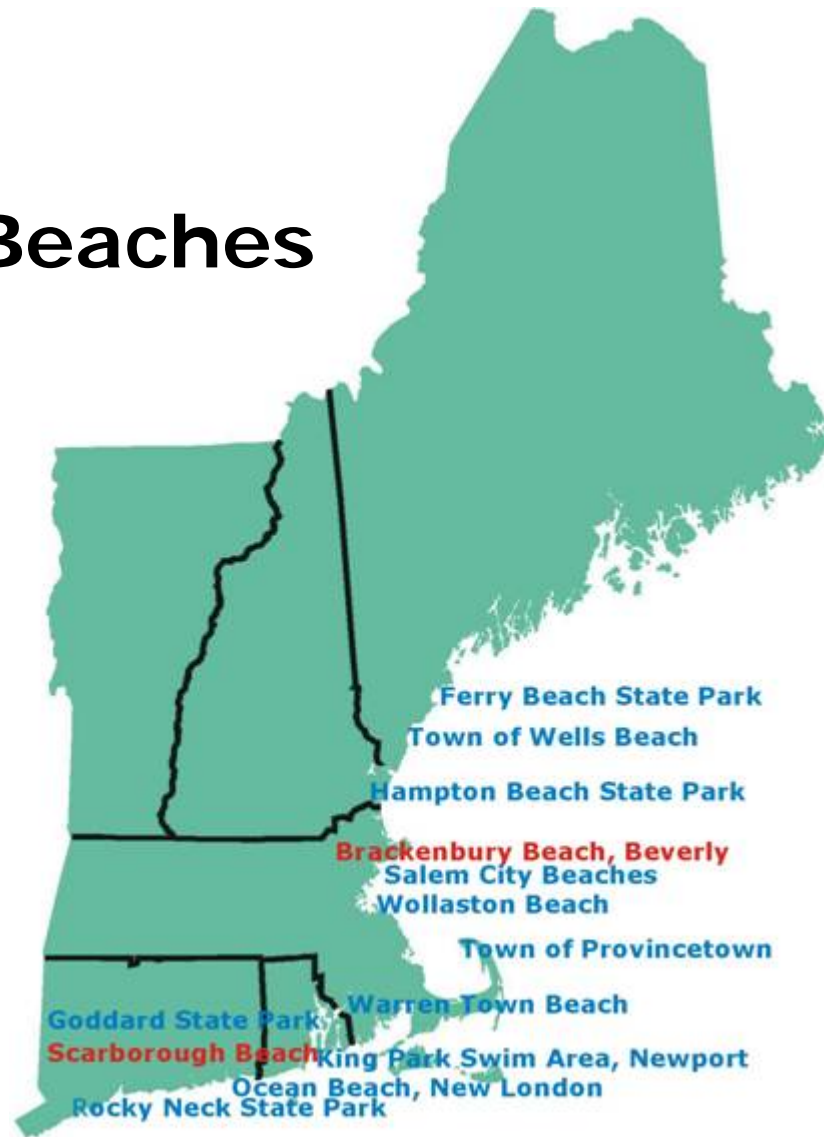 Beaches
Ferry Beach State Park
Town of Wells Beach
Hampton Beach State Park
Brackenbury Beach, Beverly
Salem City Beaches
Wollaston Beach
Town of Provincetown
Warren Town Beach
Goddard State Park
Scarborough Beach
King Park Swim Area, Newport
Ocean Beach, New London
Rocky Neck State Park